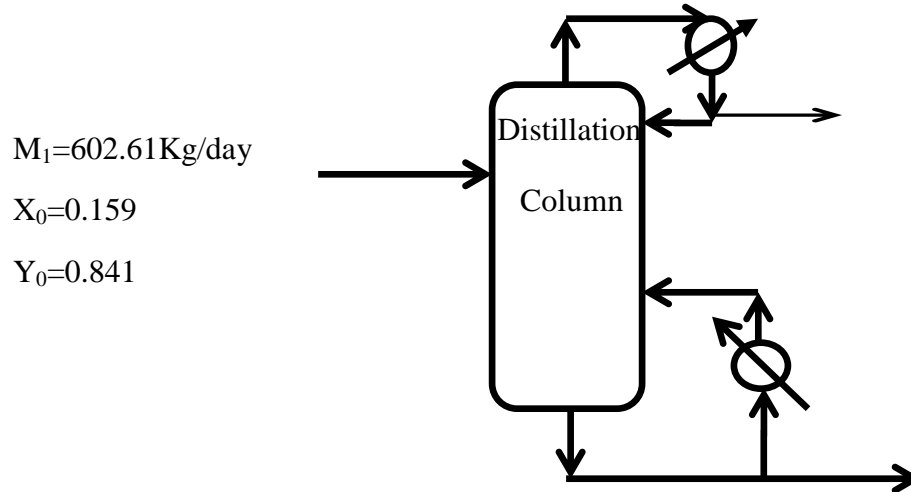 M₁=602.61Kg/day
X₀=0.159
Y₀=0.841
Distillation
Column